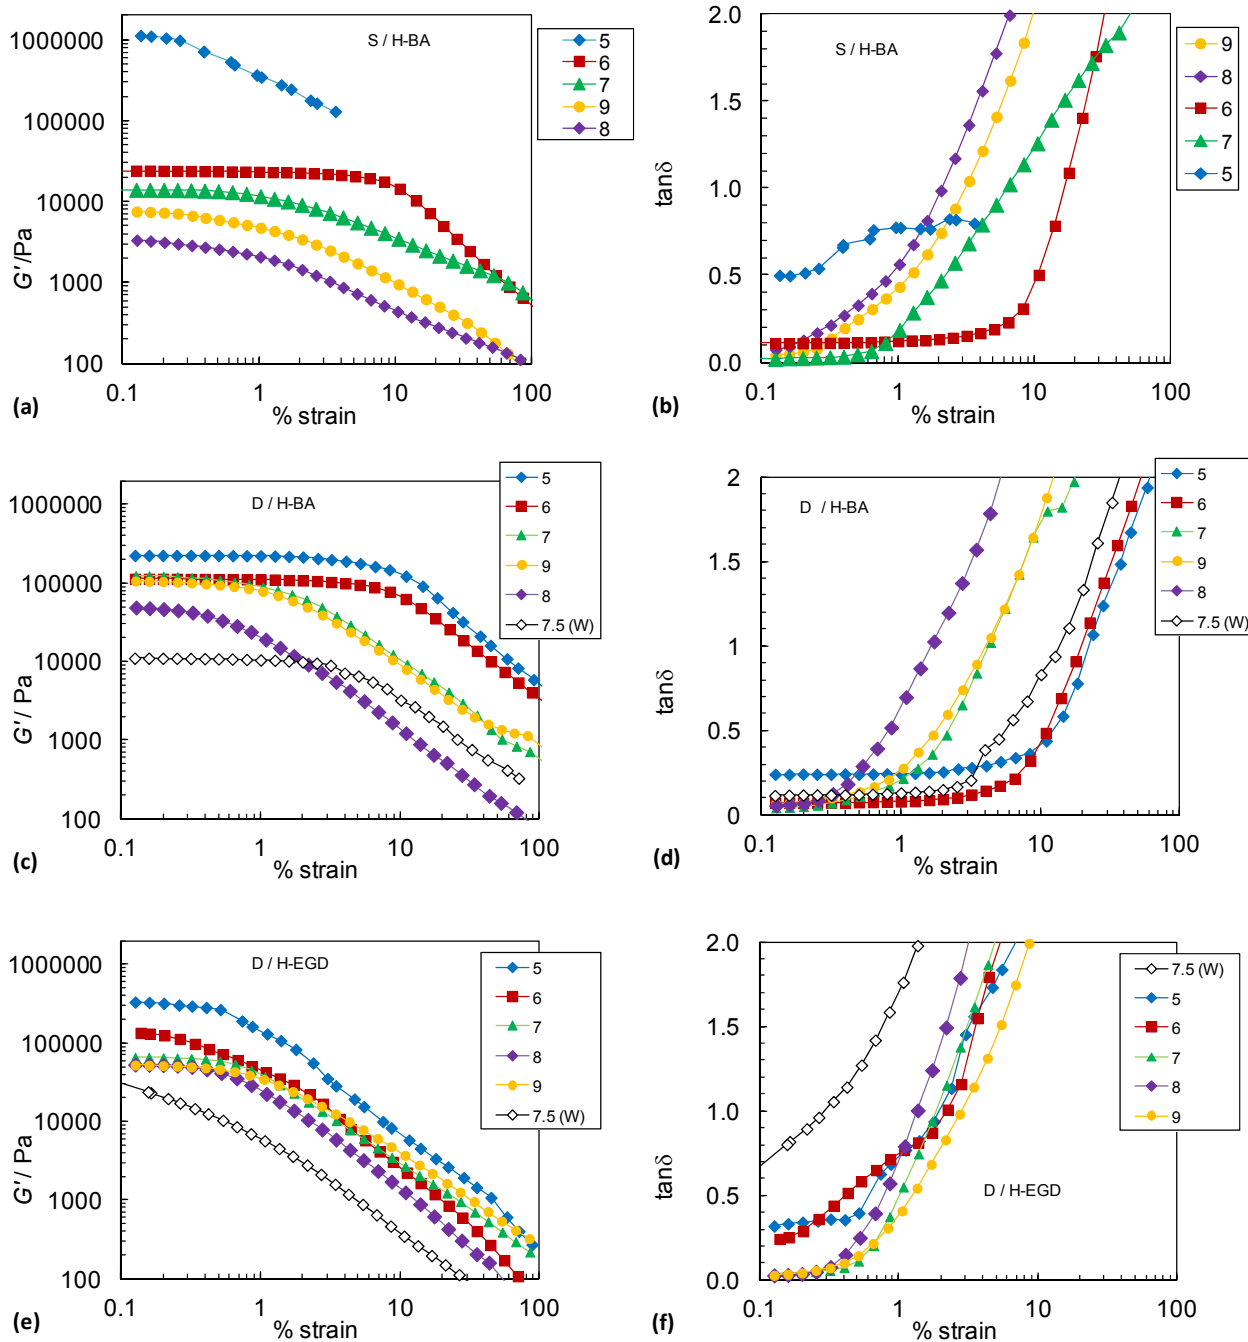 S / H-BA
1000000
100000
10000
1000
100
0.1 1 10 100
G'/Pa
% strain
5
6
7
9
8
(a)
S / H-BA
2.0
1.5
1.0
0.5
0.0
0.1 1 10 100
tanδ
% strain
9
8
6
7
5
(b)
D / H-BA
1000000
100000
10000
1000
100
0.1 1 10 100
G'/ Pa
% strain
5
6
7
9
8
7.5 (W)
(c)
D / H-BA
2
1.5
1
0.5
0
0.1 1 10 100
tanδ
% strain
5
6
7
9
8
7.5 (W)
(d)
D / H-EGD
1000000
100000
10000
1000
100
0.1 1 10 100
G'/ Pa
% strain
5
6
7
8
9
7.5 (W)
(e)
D / H-EGD
2.0
1.5
1.0
0.5
0.0
0.1 1 10 100
tanδ
% strain
7.5 (W)
5
6
7
8
9
(f)